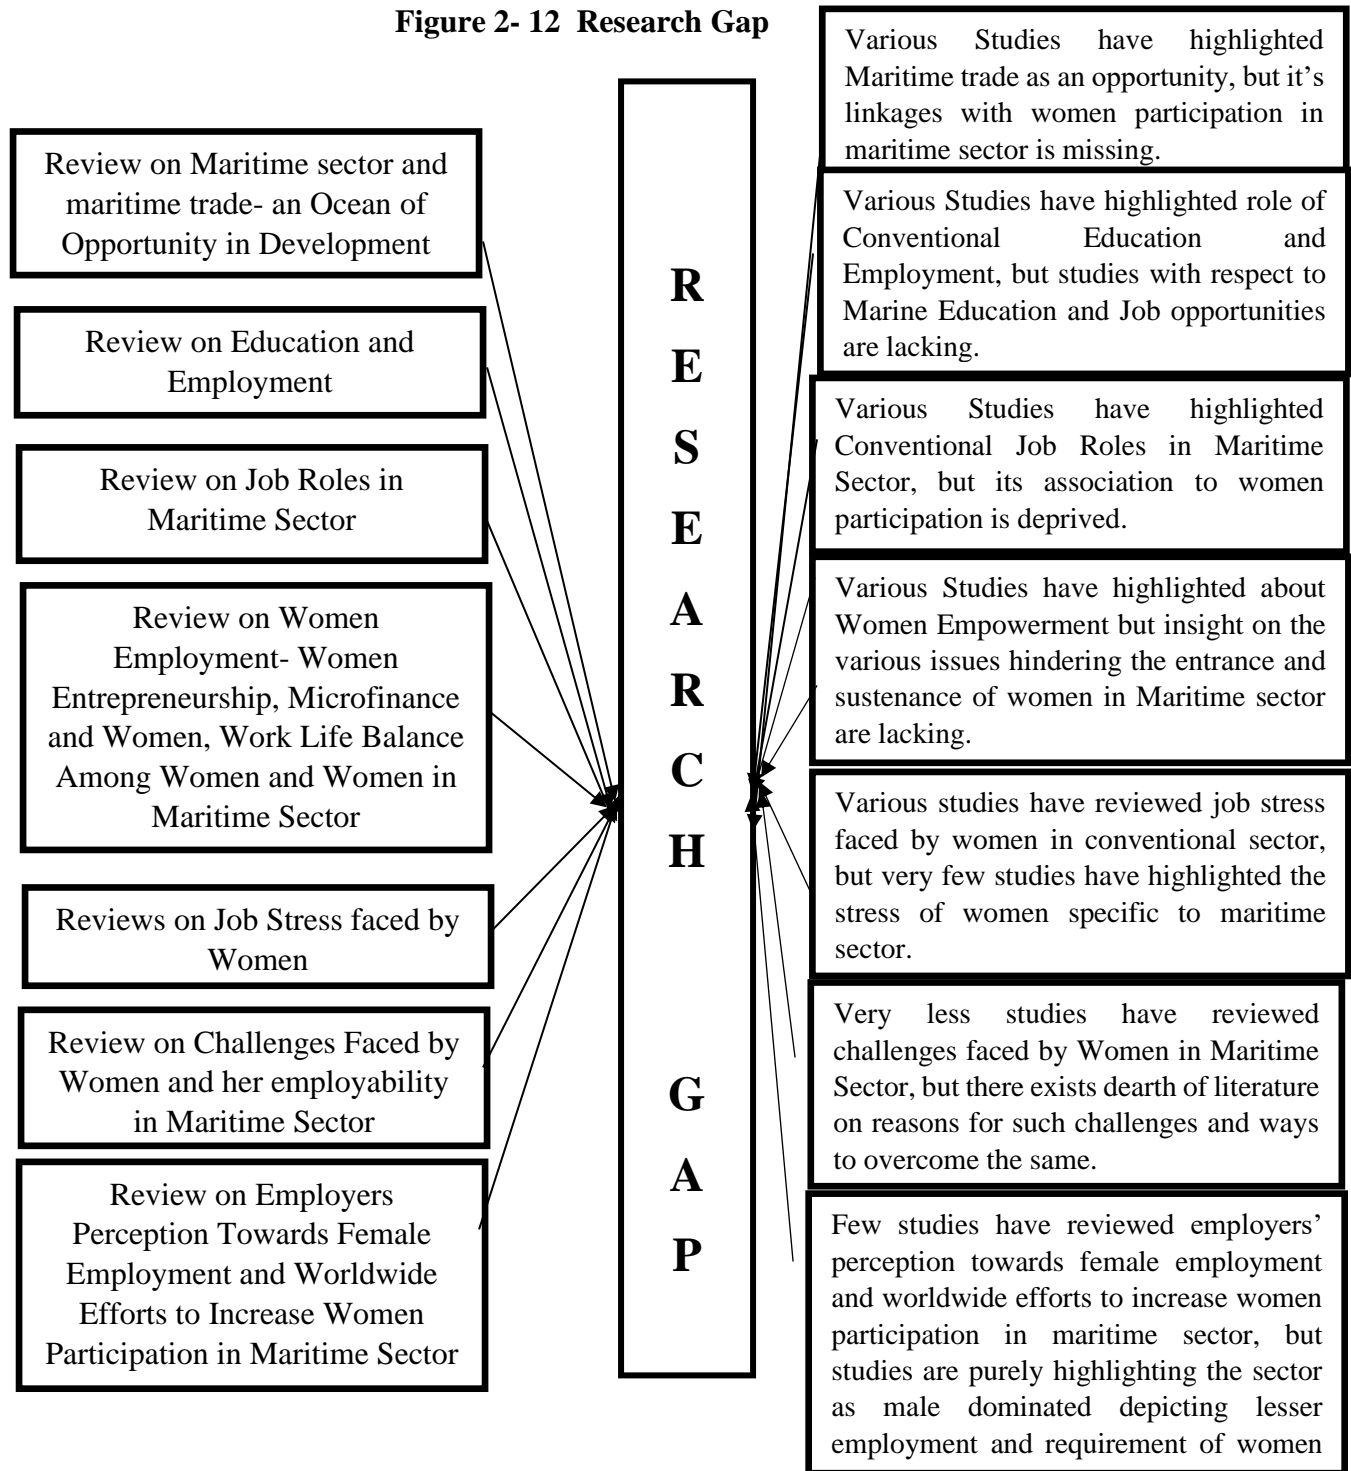 Figure 2- 12 Research Gap
Review on Maritime sector and
maritime trade- an Ocean of
Opportunity in Development
Review on Education and
Employment
Review on Job Roles in
Maritime Sector
Review on Women
Employment- Women
Entrepreneurship, Microfinance
and Women, Work Life Balance
Among Women and Women in
Maritime Sector
Reviews on Job Stress faced by
Women
Review on Challenges Faced by
Women and her employability
in Maritime Sector
Review on Employers
Perception Towards Female
Employment and Worldwide
Efforts to Increase Women
Participation in Maritime Sector
R
E
S
E
A
R
C
H
G
A
P
Various Studies have highlighted
Maritime trade as an opportunity, but it’s
linkages with women participation in
maritime sector is missing.
Various Studies have highlighted role of
Conventional Education and
Employment, but studies with respect to
Marine Education and Job opportunities
are lacking.
Various Studies have highlighted
Conventional Job Roles in Maritime
Sector, but its association to women
participation is deprived.
Various Studies have highlighted about
Women Empowerment but insight on the
various issues hindering the entrance and
sustenance of women in Maritime sector
are lacking.
Various studies have reviewed job stress
faced by women in conventional sector,
but very few studies have highlighted the
stress of women specific to maritime
sector.
Very less studies have reviewed
challenges faced by Women in Maritime
Sector, but there exists dearth of literature
on reasons for such challenges and ways
to overcome the same.
Few studies have reviewed employers’
perception towards female employment
and worldwide efforts to increase women
participation in maritime sector, but
studies are purely highlighting the sector
as male dominated depicting lesser
employment and requirement of women